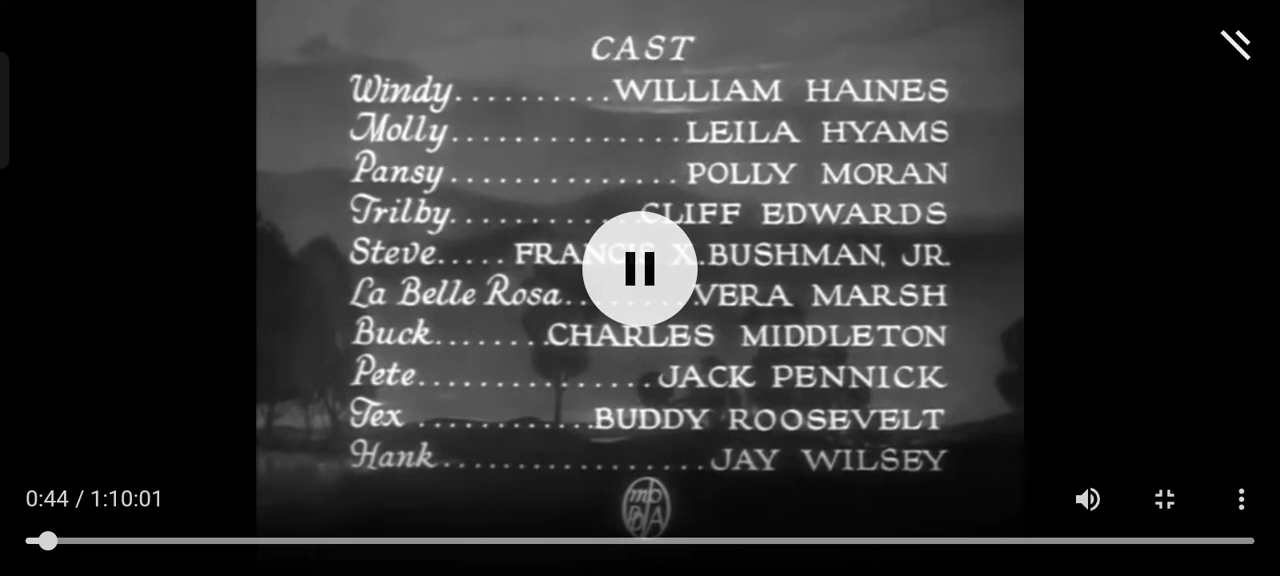 CAST
Windy..........WILLIAM HAINES
Molly..............LEILA HYAMS
Pansy..............POLLY MORAN
Trilby...........CLIFF EDWARDS
Steve.....FRANCIS X.BUSHMAN, JR.
La Belle Rosa........VERA MARSH
Buck........CHARLES MIDDLETON
Pete...............JACK PENNICK
Tex ............BUDDY ROOSEVELT
Hank.................JAY WILSEY
0:44 / 1:10:01